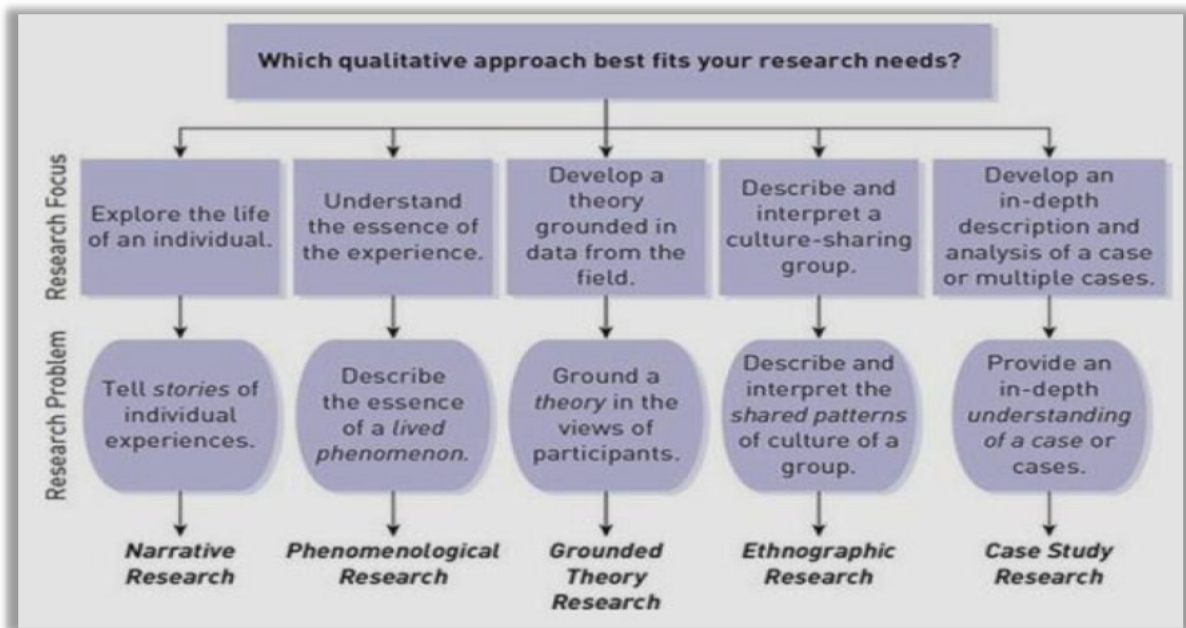 Which qualitative approach best fits your research needs?
Research Focus
Explore the life
of an individual.
Understand
the essence of
the experience.
Develop a
theory
grounded in
data from the
field.
Describe and
interpret a
culture-sharing
group.
Develop an
in-depth
description and
analysis of a case
or multiple cases.
Research Problem
Tell stories of
individual
experiences.
Describe
the essence
of a lived
phenomenon.
Ground a
theory in the
views of
participants.
Describe and
interpret the
shared patterns
of culture of a
group.
Provide an
in-depth
understanding
of a case or
cases.
Narrative
Research
Phenomenological
Research
Grounded
Theory
Research
Ethnographic
Research
Case Study
Research